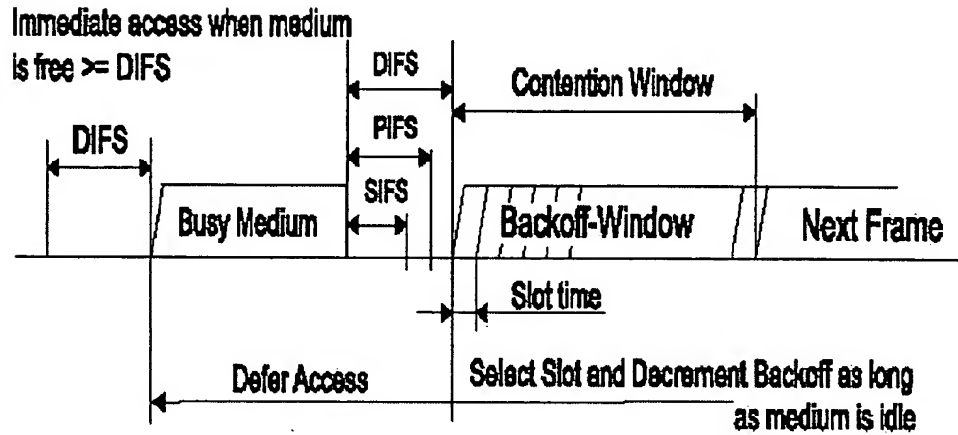 Immediate access when medium
is free >= DIFS
DIFS
DIFS
PIFS
SIFS
Contention Window
Busy Medium
Backoff-Window
Next Frame
Slot time
Defer Access
Select Slot and Decrement Backoff as long
as medium is idle